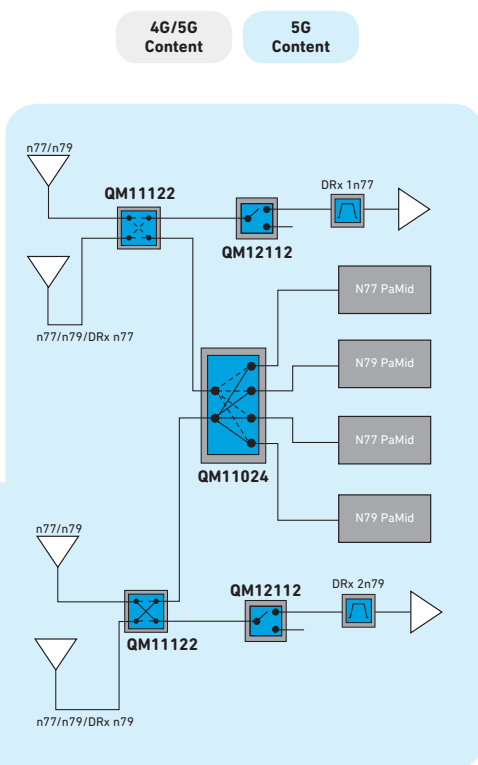 4G/5G
Content
5G
Content
n77/n79
QM11122
DRx 1n77
QM12112
n77/n79/DRx n77
N77 PaMid
N79 PaMid
N77 PaMid
QM11024
N79 PaMid
n77/n79
QM12112
DRx 2n79
QM11122
n77/n79/DRx n79